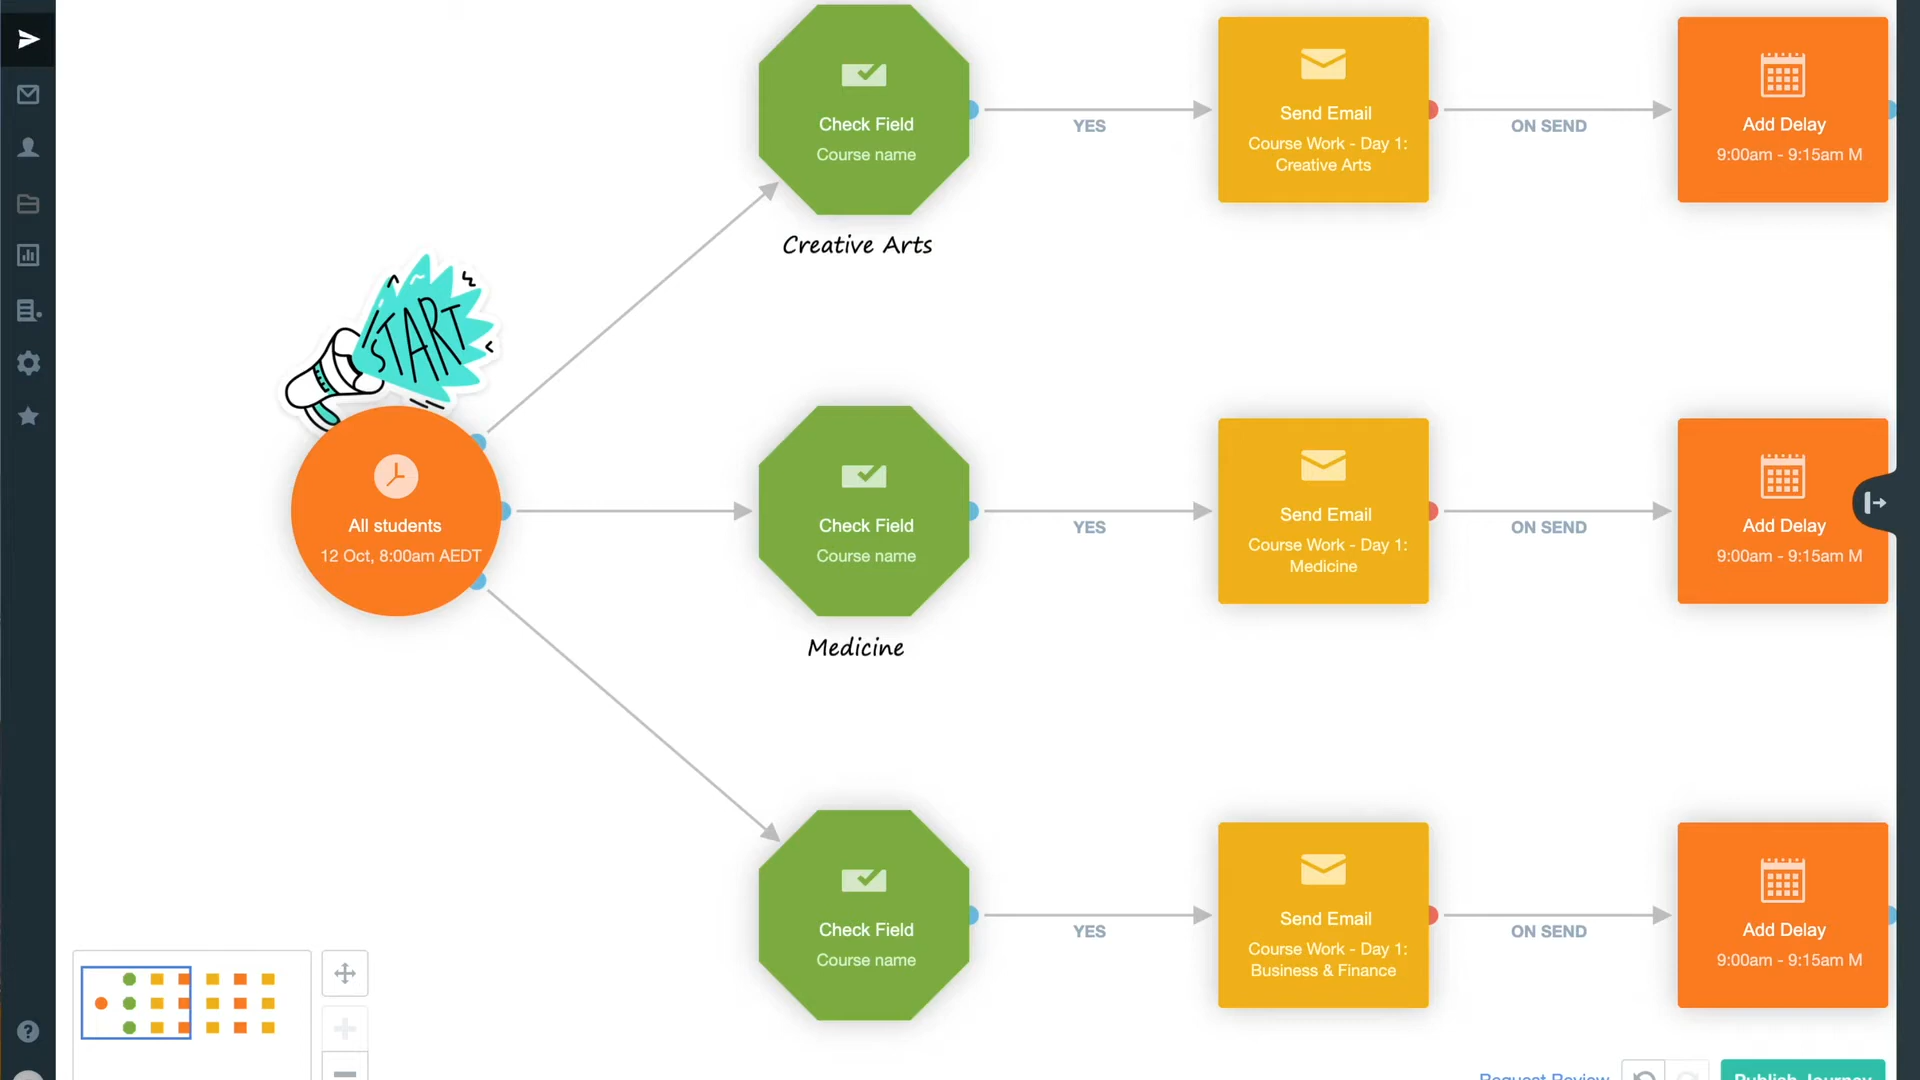 Check Field
Course name
YES
Send Email
Course Work - Day 1:
Creative Arts
ON SEND
Add Delay
9:00am - 9:15am M
Creative Arts
START
All students
12 Oct, 8:00am AEDT
Check Field
Course name
YES
Send Email
Course Work - Day 1:
Medicine
ON SEND
Add Delay
9:00am - 9:15am M
Medicine
Check Field
Course name
YES
Send Email
Course Work - Day 1:
Business & Finance
ON SEND
Add Delay
9:00am - 9:15am M
Request Review
Publish Journey